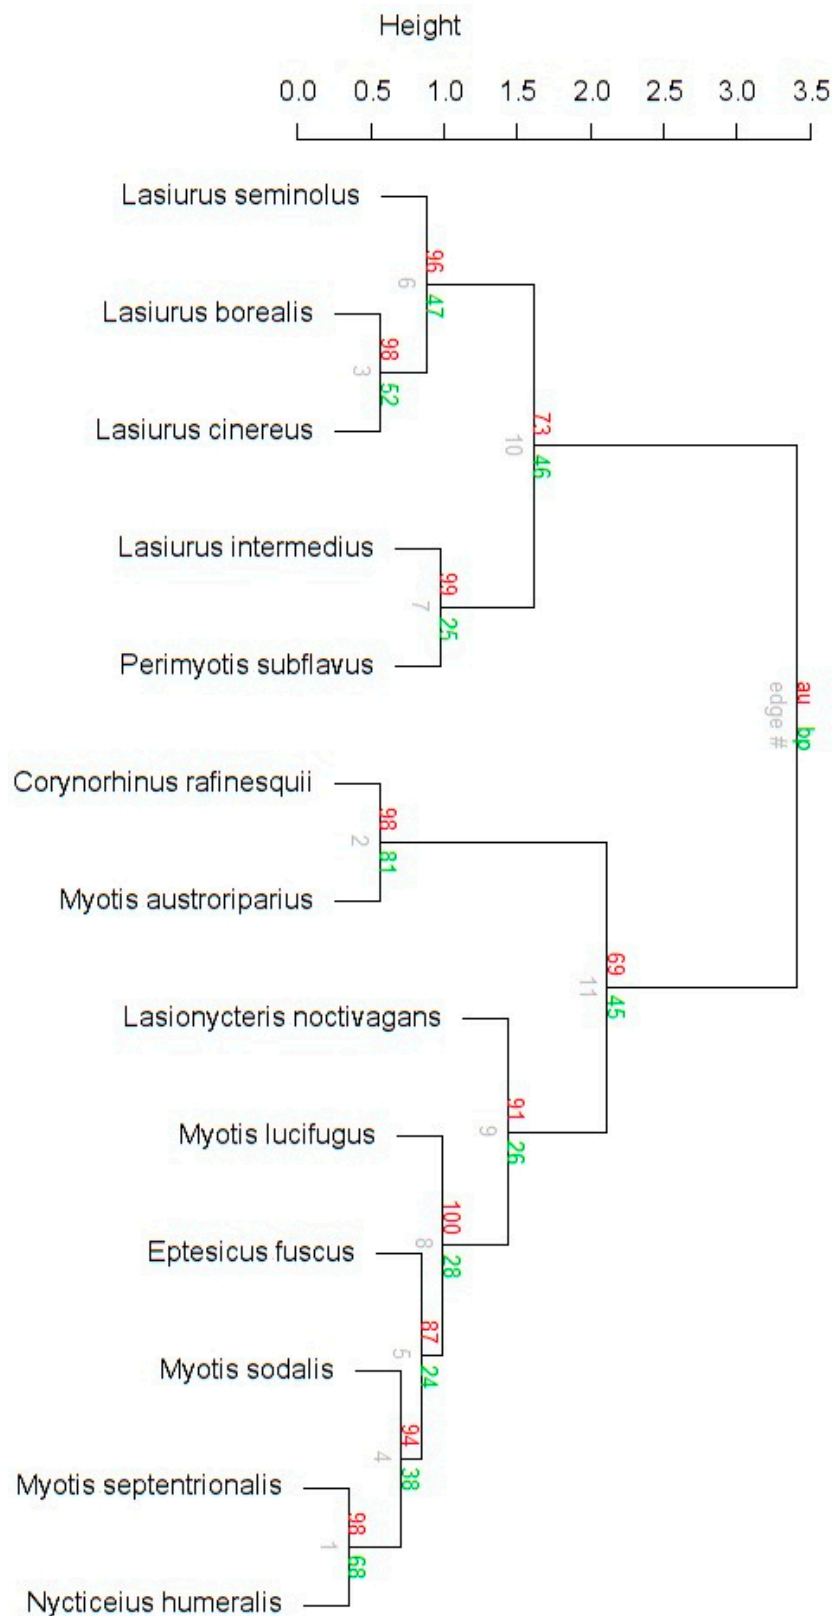 Height
0.0 0.5 1.0 1.5 2.0 2.5 3.0 3.5
Lasiurus seminolus
96
6
47
Lasiurus borealis
98
3
52
Lasiurus cinereus
73
10
46
Lasiurus intermedius
99
7
25
Perimyotis subflavus
au
edge #
bp
Corynorhinus rafinesquii
98
2
81
Myotis austroriparius
69
11
45
Lasionycteris noctivagans
91
9
26
Myotis lucifugus
100
8
28
Eptesicus fuscus
87
5
24
Myotis sodalis
94
4
38
Myotis septentrionalis
98
1
68
Nycticeius humeralis